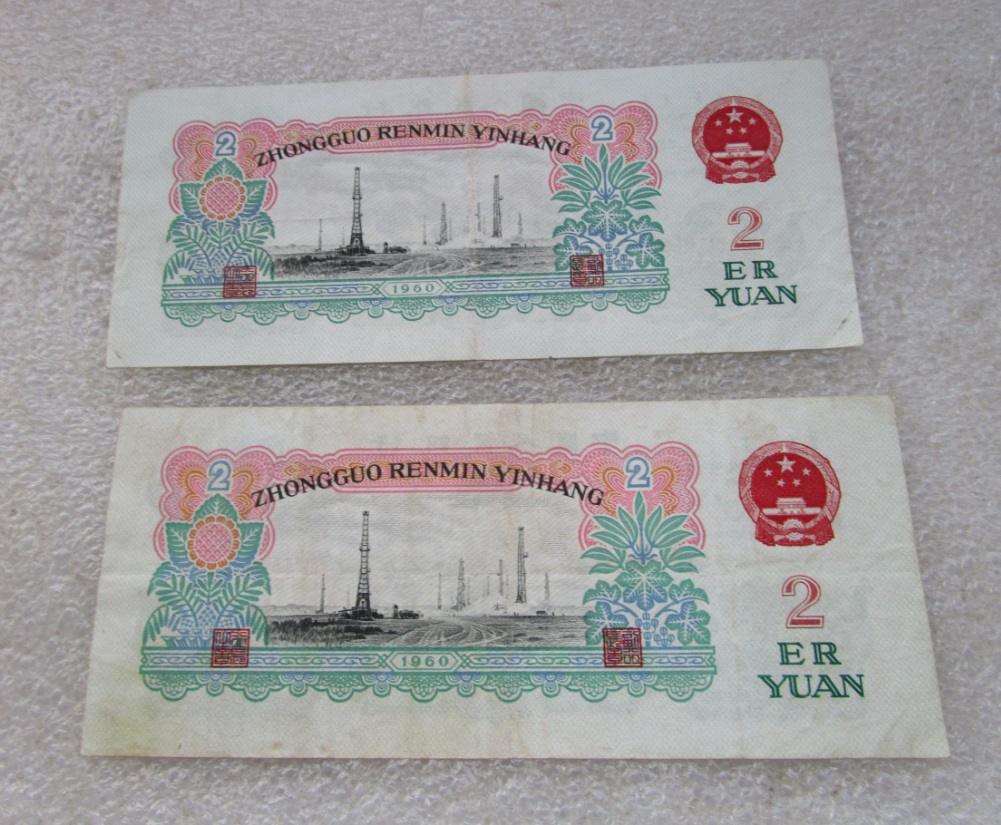 2 2
ZHONGGUO RENMIN YINHANG
1960
2
ER
YUAN
2 2
ZHONGGUO RENMIN YINHANG
1960
2
ER
YUAN